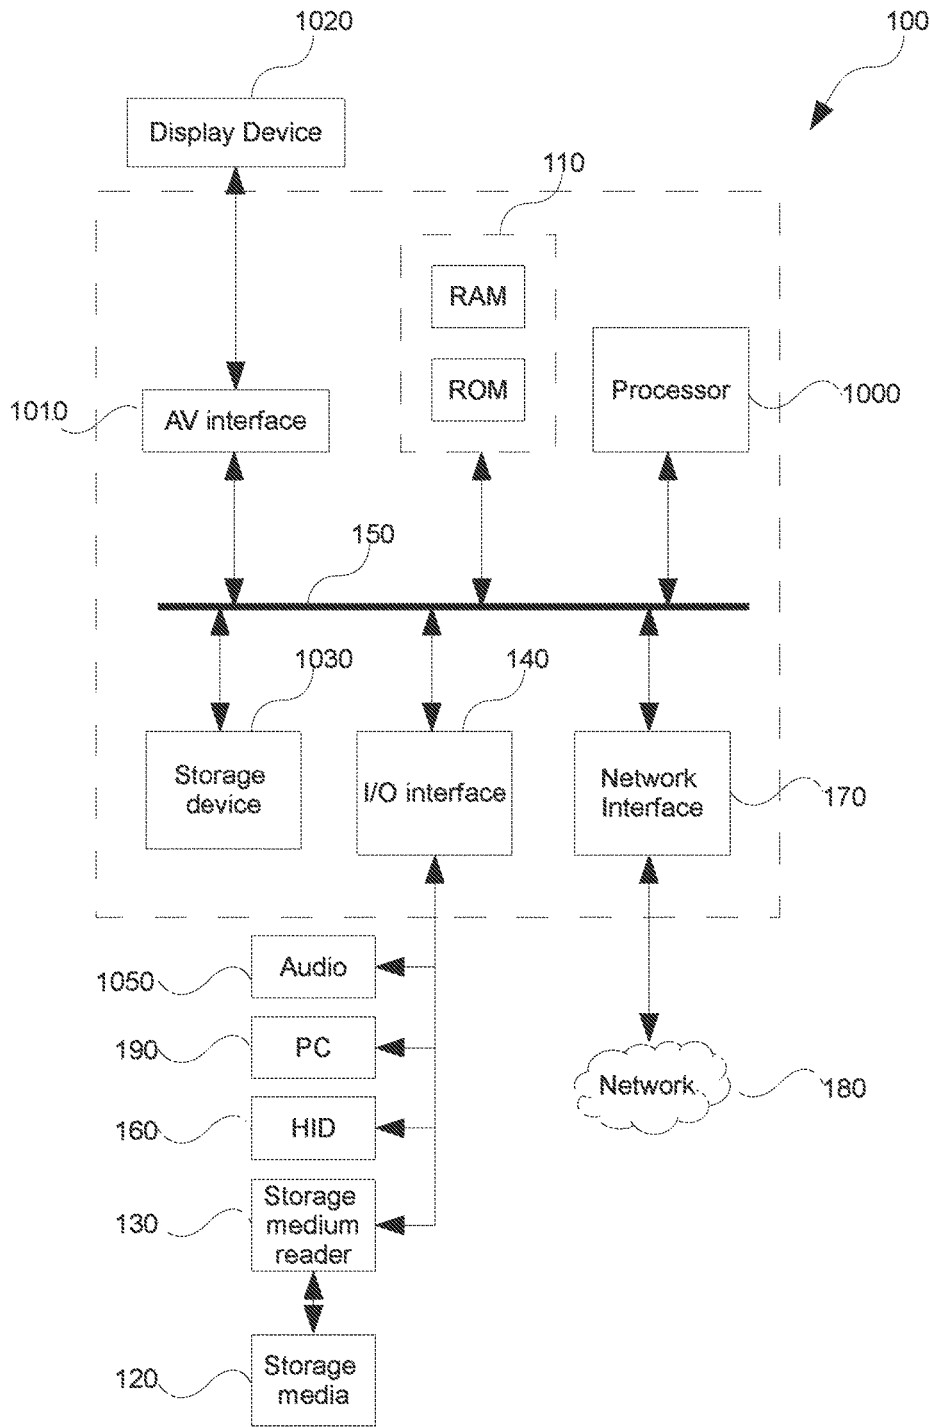 1020
100
Display Device
110
RAM
ROM
Processor
1010
AV interface
1000
150
1030
140
Storage
device
I/O interface
Network
Interface
170
1050
Audio
190
PC
Network
180
160
HID
130
Storage
medium
reader
120
Storage
media